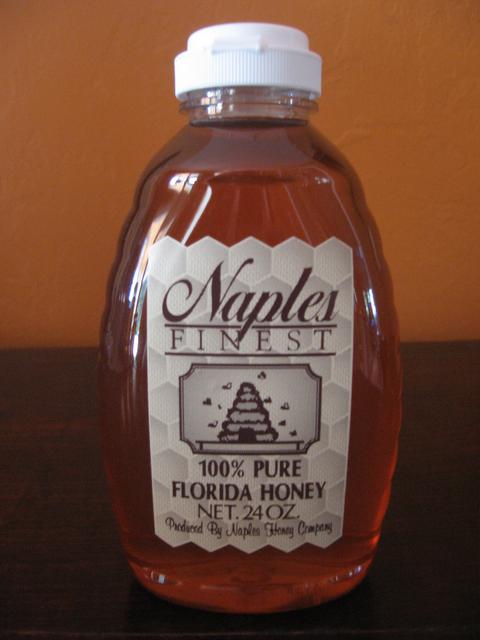 Naples
FINEST
100% PURE
FLORIDA HONEY
NET. 24 OZ.
Produced By Naples Honey Company